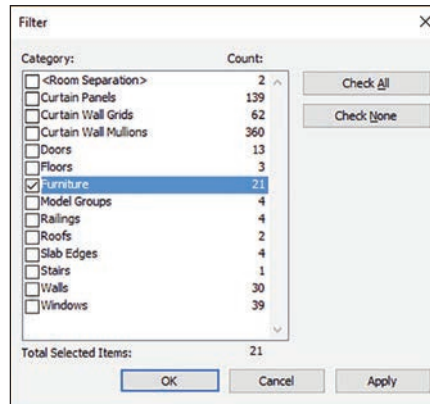 Filter
Category: Count:
<Room Separation> 2
Curtain Panels 139
Curtain Wall Grids 62
Curtain Wall Mullions 360
Doors 13
Floors 3
Furniture 21
Model Groups 4
Railings 4
Roofs 2
Slab Edges 4
Stairs 1
Walls 30
Windows 39
Check All
Check None
Total Selected Items: 21
OK Cancel Apply